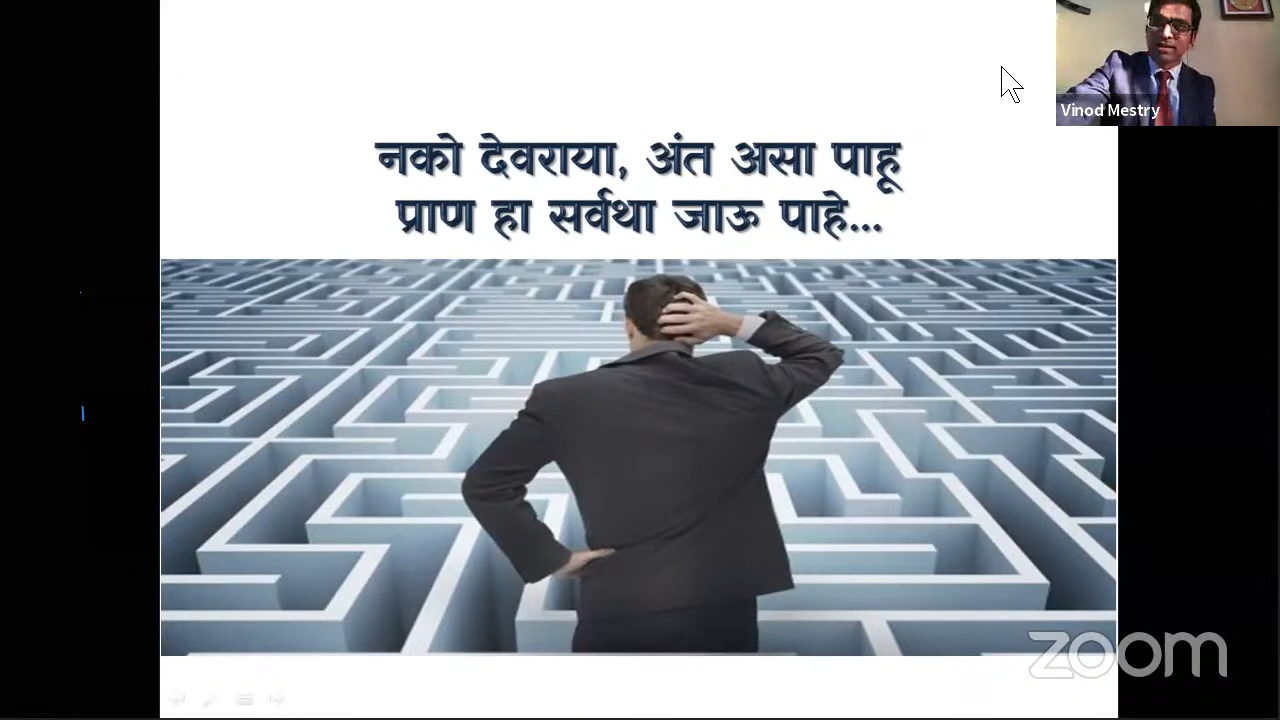 Vinod Mestry
नको देवराया, अंत असा पाहू
प्राण हा सर्वथा जाऊ पाहे...
zoom